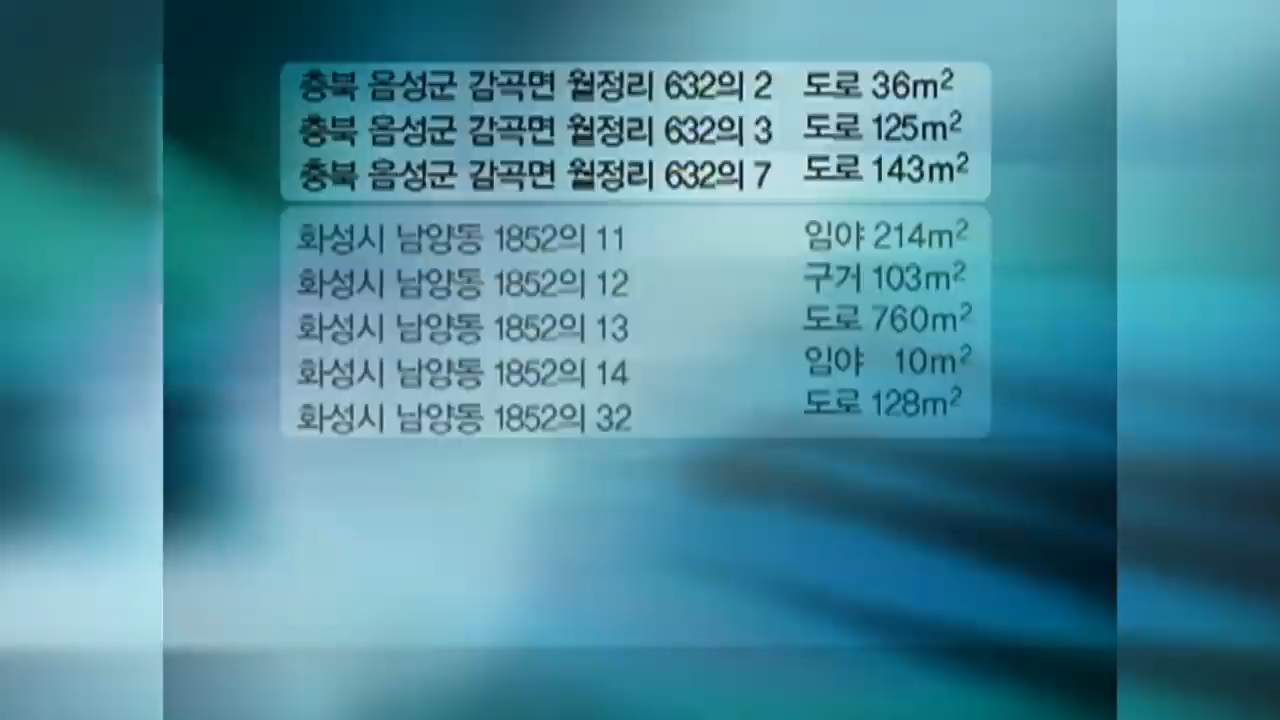 충북 음성군 감곡면 월정리 632의 2 도로 36m²
충북 음성군 감곡면 월정리 632의 3 도로 125m²
충북 음성군 감곡면 월정리 632의 7 도로 143m²
화성시 남양동 1852의 11 임야 214m²
화성시 남양동 1852의 12 구거 103m²
화성시 남양동 1852의 13 도로 760m²
화성시 남양동 1852의 14 임야 10m²
화성시 남양동 1852의 32 도로 128m²